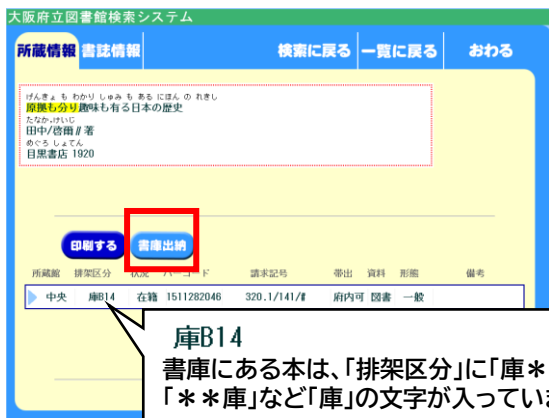 大阪府立図書館検索システム
所蔵情報 書誌情報 検索に戻る 一覧に戻る おわる
げんきょ も わかり しゅみ も ある にほん の れきし
原拠も分り趣味も有る日本の歴史
たなか,けいじ
田中/啓爾∥著
めぐろ しょてん
目黒書店 1920
印刷する 書庫出納
所蔵館 排架区分 状況 バーコード 請求記号 帯出 資料 形態 備考
中央 庫B14 在籍 1511282046 320.1/141/# 府内可 図書 一般
庫B14
書庫にある本は、「排架区分」に「庫＊
「＊＊庫」など「庫」の文字が入ってい